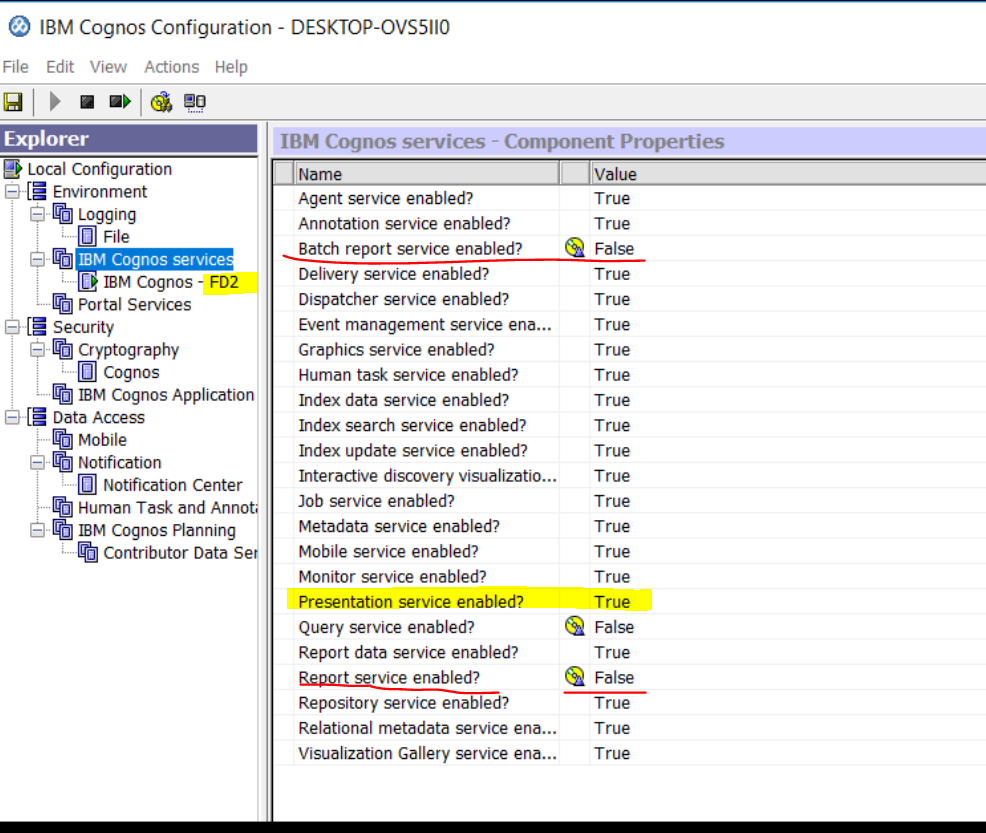 IBM Cognos Configuration - DESKTOP-OVS5II0
File Edit View Actions Help
Explorer
Local Configuration
Environment
Logging
File
IBM Cognos services
IBM Cognos - FD2
Portal Services
Security
Cryptography
Cognos
IBM Cognos Application
Data Access
Mobile
Notification
Notification Center
Human Task and Annota
IBM Cognos Planning
Contributor Data Ser
IBM Cognos services - Component Properties
Name Value
Agent service enabled? True
Annotation service enabled? True
Batch report service enabled? False
Delivery service enabled? True
Dispatcher service enabled? True
Event management service ena... True
Graphics service enabled? True
Human task service enabled? True
Index data service enabled? True
Index search service enabled? True
Index update service enabled? True
Interactive discovery visualizatio... True
Job service enabled? True
Metadata service enabled? True
Mobile service enabled? True
Monitor service enabled? True
Presentation service enabled? True
Query service enabled? False
Report data service enabled? True
Report service enabled? False
Repository service enabled? True
Relational metadata service ena... True
Visualization Gallery service ena... True